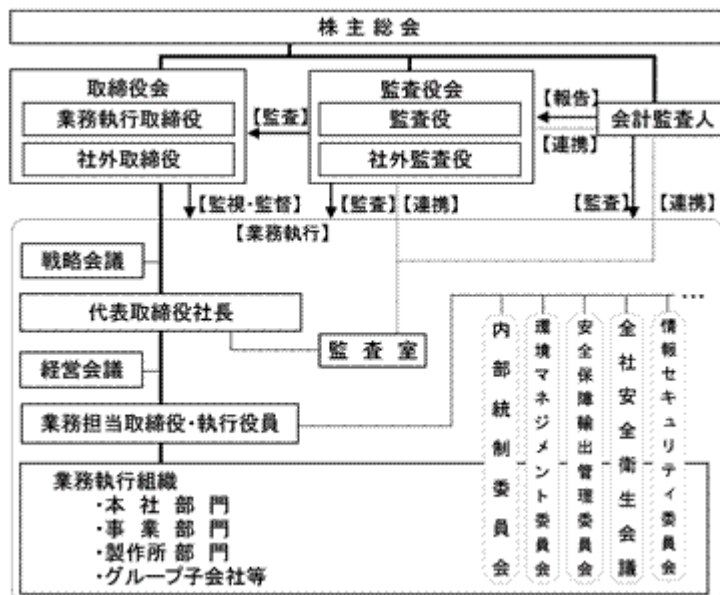 株主総会
取締役会
業務執行取締役
社外取締役
【監査】
監査役会
監査役
社外監査役
【報告】
【連携】
会計監査人
【監視・監督】
【監査】
【連携】
【監査】
【連携】
【業務執行】
戦略会議
代表取締役社長
監査室
経営会議
業務担当取締役・執行役員
…
内部統制委員会
環境マネジメント委員会
安全保障輸出管理委員会
全社安全衛生会議
情報セキュリティ委員会
業務執行組織
・本社部門
・事業部門
・製作所部門
・グループ子会社等